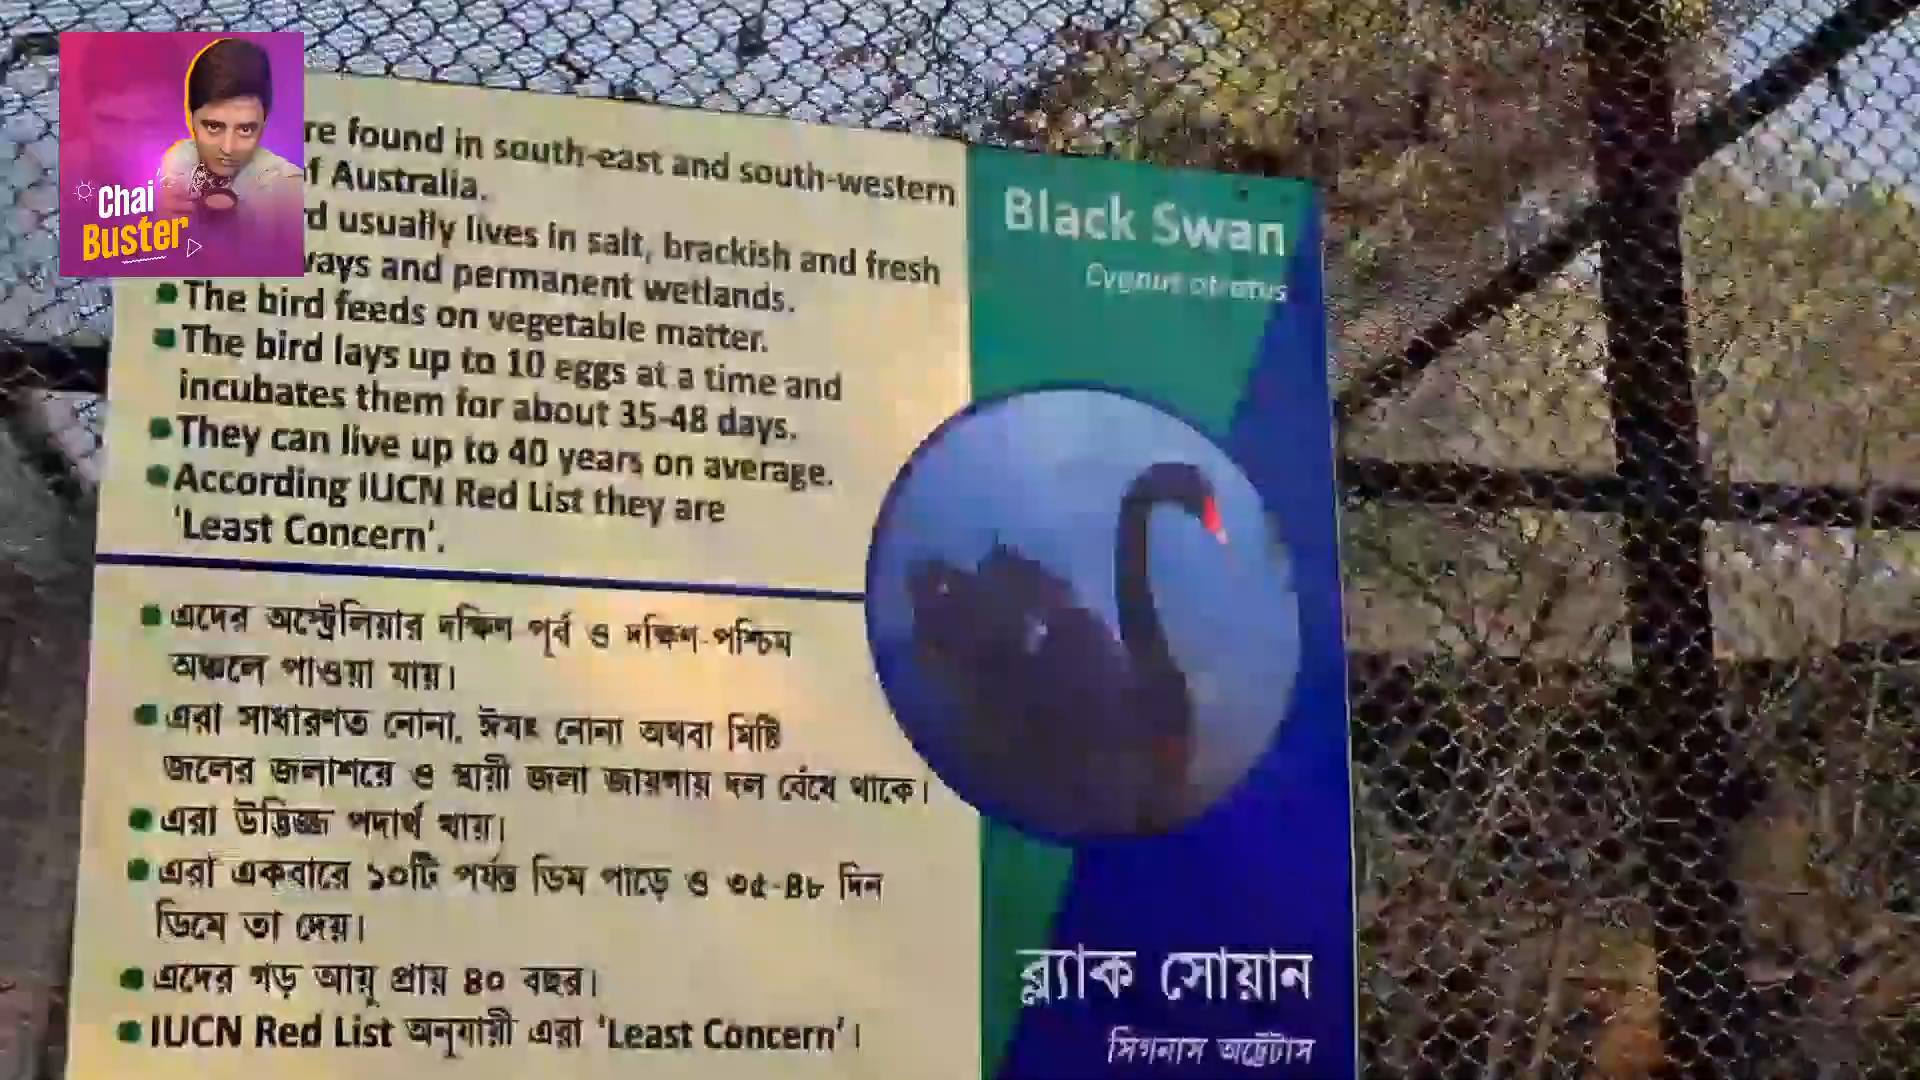 Chai
Buster
re found in south-east and south-western
f Australia.
d usually lives in salt, brackish and fresh
ways and permanent wetlands.
The bird feeds on vegetable matter.
The bird lays up to 10 eggs at a time and
incubates them for about 35-48 days.
They can live up to 40 years on average.
According IUCN Red List they are
'Least Concern'.
এদের অস্ট্রেলিয়ার দক্ষিণ পূর্ব ও দক্ষিণ-পশ্চিম
অঞ্চলে পাওয়া যায়।
এরা সাধারণত নোনা, ঈষৎ নোনা অথবা মিষ্টি
জলের জলাশয়ে ও স্থায়ী জলা জায়গায় দল বেঁধে থাকে।
এরা উদ্ভিজ্জ পদার্থ খায়।
এরা একবারে ১০টি পর্যন্ত ডিম পাড়ে ও ৩৫-৪৮ দিন
ডিমে তা দেয়।
এদের গড় আয়ু প্রায় ৪০ বছর।
IUCN Red List অনুযায়ী এরা 'Least Concern'।
Black Swan
Cygnus atratus
ব্ল্যাক সোয়ান
সিগনাস অট্রেটাস